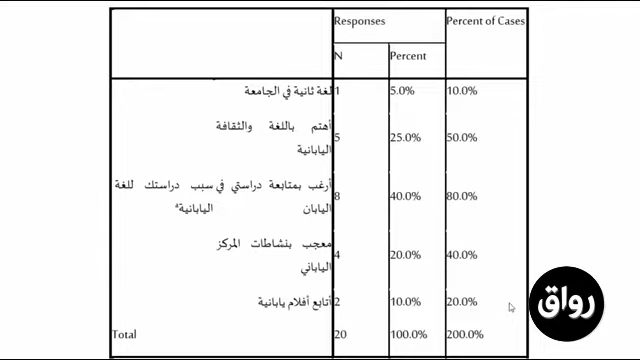 Responses Percent of Cases
N Percent
لغة ثانية في الجامعة 1 5.0% 10.0%
أهتم باللغة والثقافة
اليابانية 5 25.0% 50.0%
أرغب بمتابعة دراستي في سبب دراستك للغة
اليابان اليابانيةª 8 40.0% 80.0%
معجب بنشاطات المركز
الياباني 4 20.0% 40.0%
أتابع أفلام يابانية 2 10.0% 20.0%
Total 20 100.0% 200.0%
رواق